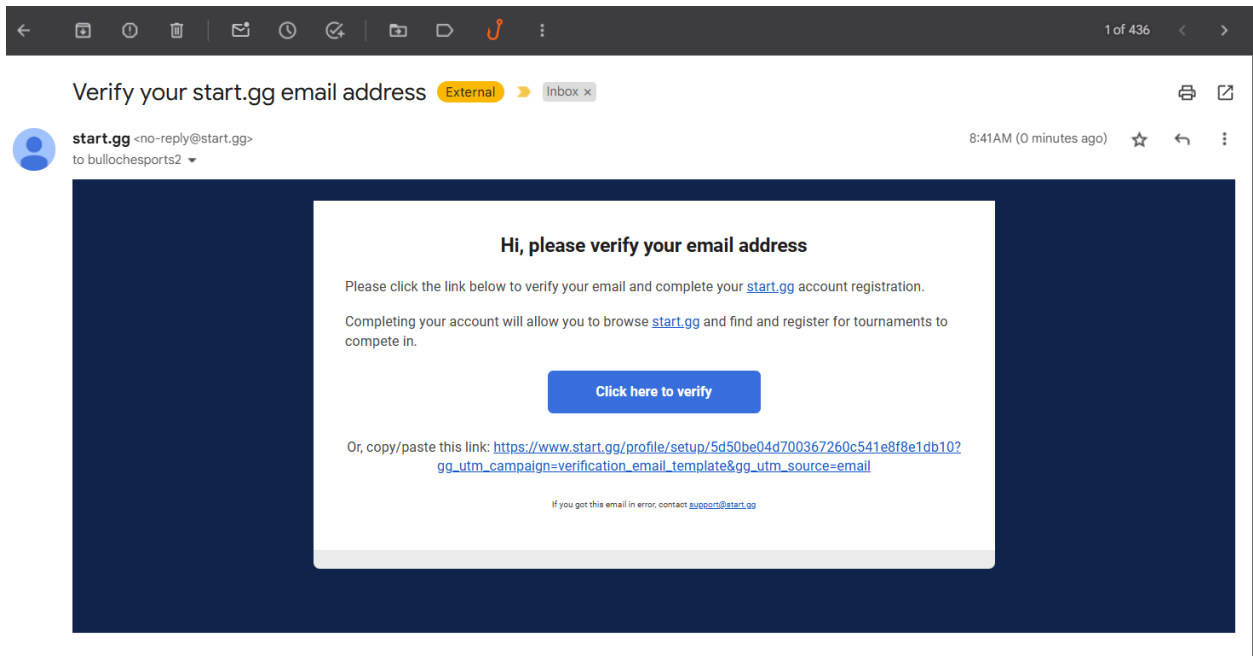 1 of 436
Verify your start.gg email address External Inbox ×
start.gg <no-reply@start.gg>
8:41AM (0 minutes ago)
to bullochesports2
Hi, please verify your email address
Please click the link below to verify your email and complete your start.gg account registration.
Completing your account will allow you to browse start.gg and find and register for tournaments to
compete in.
Click here to verify
Or, copy/paste this link: https://www.start.gg/profile/setup/5d50be04d700367260c541e8f8e1db10?
gg_utm_campaign=verification_email_template&gg_utm_source=email
If you got this email in error, contact support@start.gg